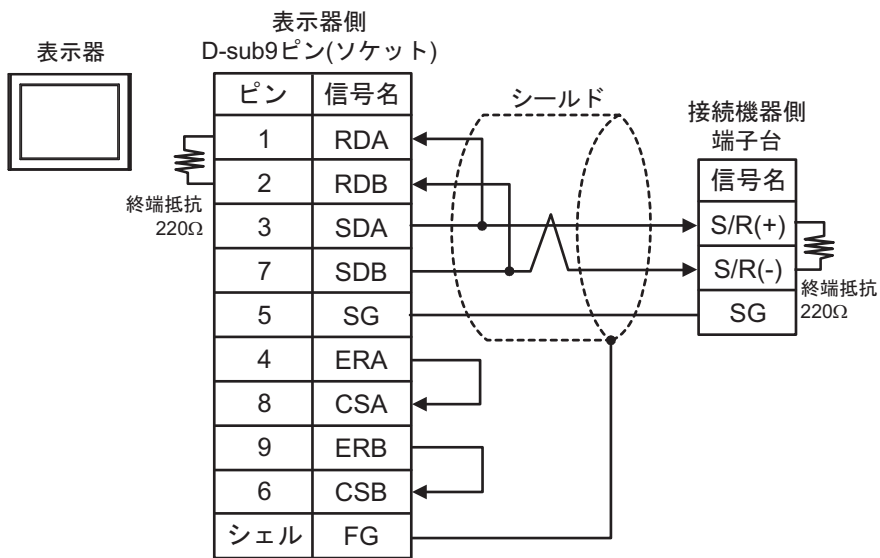 表示器
表示器側
D-sub9ピン(ソケット)
ピン 信号名
1 RDA
2 RDB
3 SDA
7 SDB
5 SG
4 ERA
8 CSA
9 ERB
6 CSB
シェル FG
終端抵抗
220Ω
シールド
接続機器側
端子台
信号名
S/R(+)
S/R(-)
SG
終端抵抗
220Ω